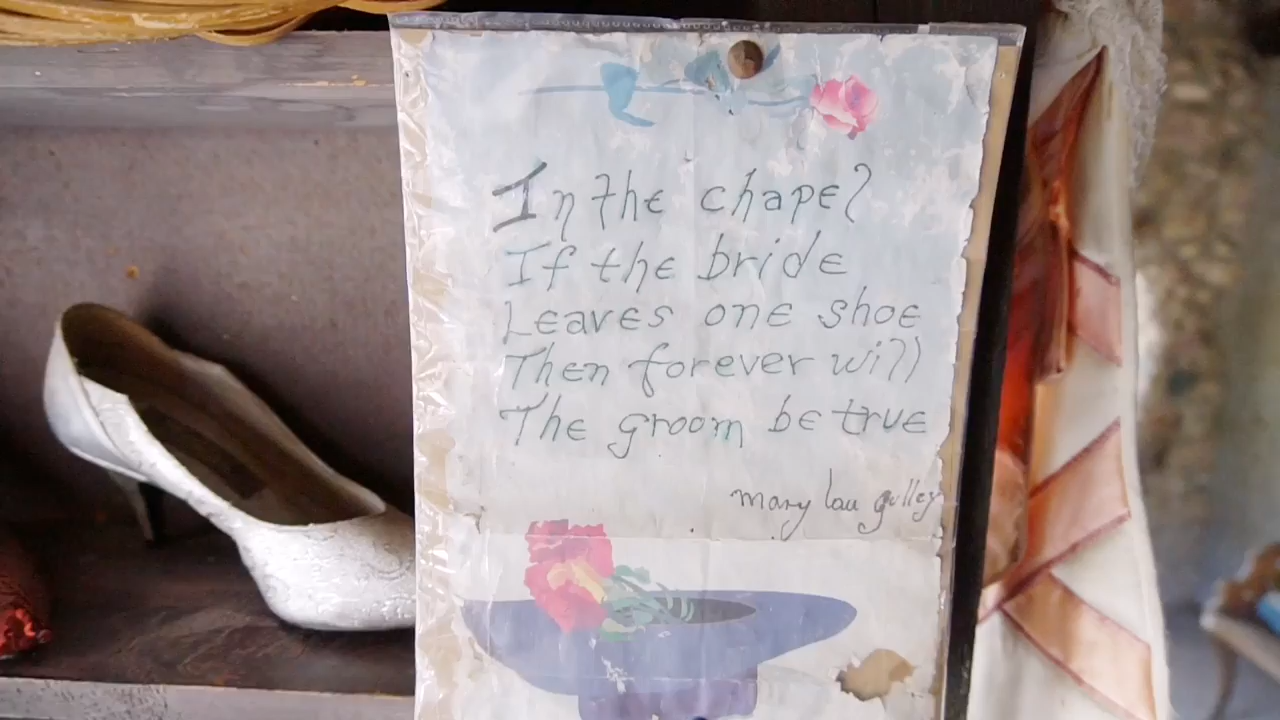 In the chapel
If the bride
Leaves one shoe
Then forever will
The groom be true
mary lou gulley